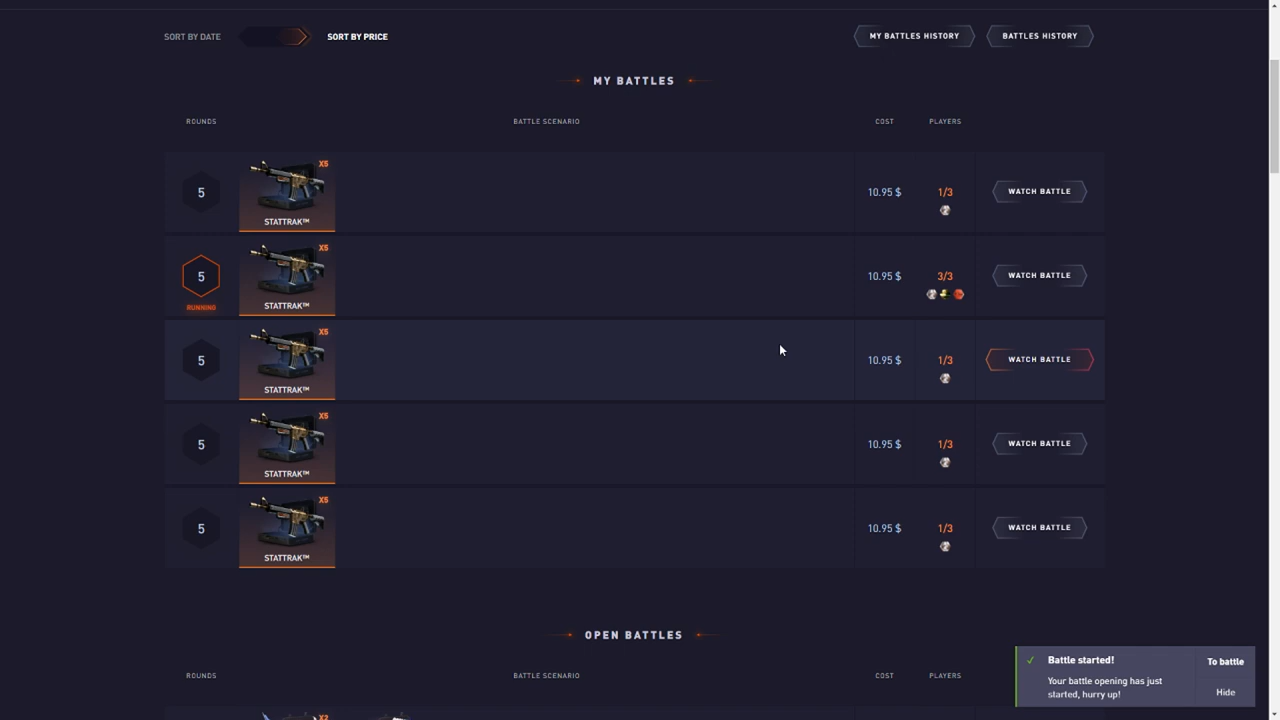 SORT BY DATE
SORT BY PRICE
MY BATTLES HISTORY
BATTLES HISTORY
MY BATTLES
ROUNDS
BATTLE SCENARIO
COST
PLAYERS
5
X5
STATTRAK™
10.95 $
1/3
WATCH BATTLE
5
RUNNING
X5
STATTRAK™
10.95 $
3/3
WATCH BATTLE
5
X5
STATTRAK™
10.95 $
1/3
WATCH BATTLE
5
X5
STATTRAK™
10.95 $
1/3
WATCH BATTLE
5
X5
STATTRAK™
10.95 $
1/3
WATCH BATTLE
OPEN BATTLES
ROUNDS
BATTLE SCENARIO
COST
PLAYERS
X2
Battle started!
Your battle opening has just
started, hurry up!
To battle
Hide